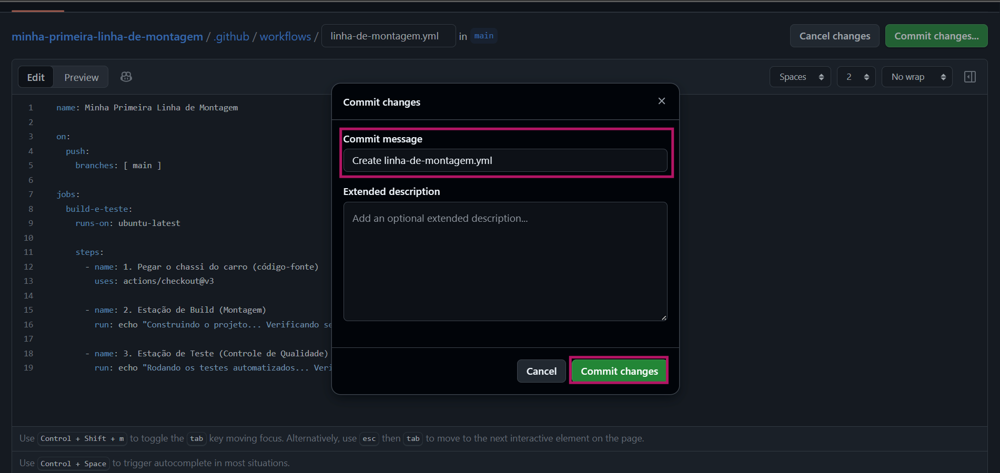 minha-primeira-linha-de-montagem / .github / workflows / linha-de-montagem.yml in main
Cancel changes
Commit changes...
Edit
Preview
Spaces
2
No wrap
1 name: Minha Primeira Linha de Montagem
2
3 on:
4 push:
5 branches: [ main ]
6
7 jobs:
8 build-e-teste:
9 runs-on: ubuntu-latest
10
11 steps:
12 - name: 1. Pegar o chassi do carro (código-fonte)
13 uses: actions/checkout@v3
14
15 - name: 2. Estação de Build (Montagem)
16 run: echo "Construindo o projeto... Verificando se
17
18 - name: 3. Estação de Teste (Controle de Qualidade)
19 run: echo "Rodando os testes automatizados... Veri
Commit changes
Commit message
Create linha-de-montagem.yml
Extended description
Add an optional extended description...
Cancel
Commit changes
Use Control + Shift + m to toggle the tab key moving focus. Alternatively, use esc then tab to move to the next interactive element on the page.
Use Control + Space to trigger autocomplete in most situations.